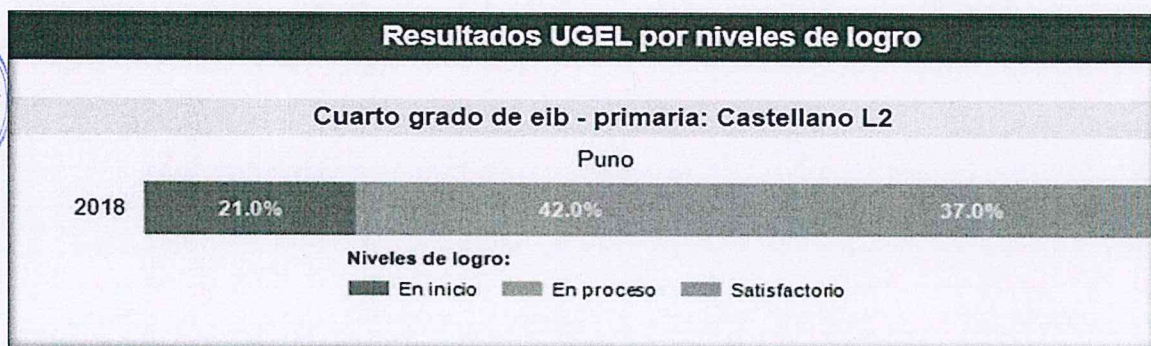 Resultados UGEL por niveles de logro
Cuarto grado de eib - primaria: Castellano L2
Puno
2018 21.0% 42.0% 37.0%
Niveles de logro:
En inicio En proceso Satisfactorio